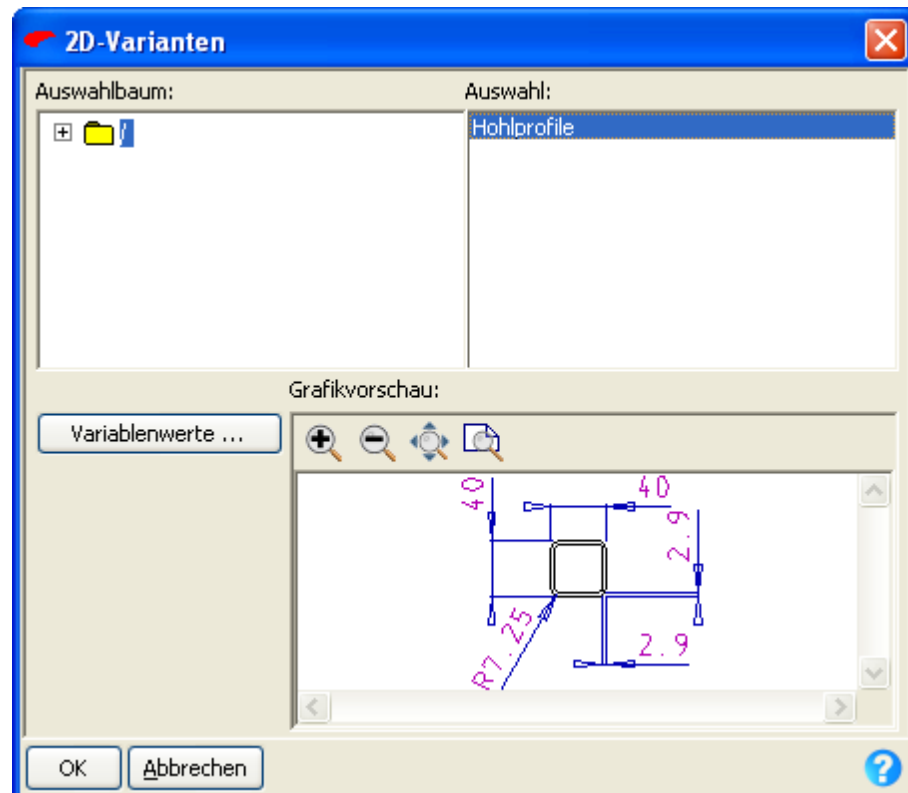 2D-Varianten
Auswahlbaum:
Auswahl:
/
Hohlprofile
Grafikvorschau:
Variablenwerte ...
40
40
2.9
R7.25
2.9
OK
Abbrechen
?